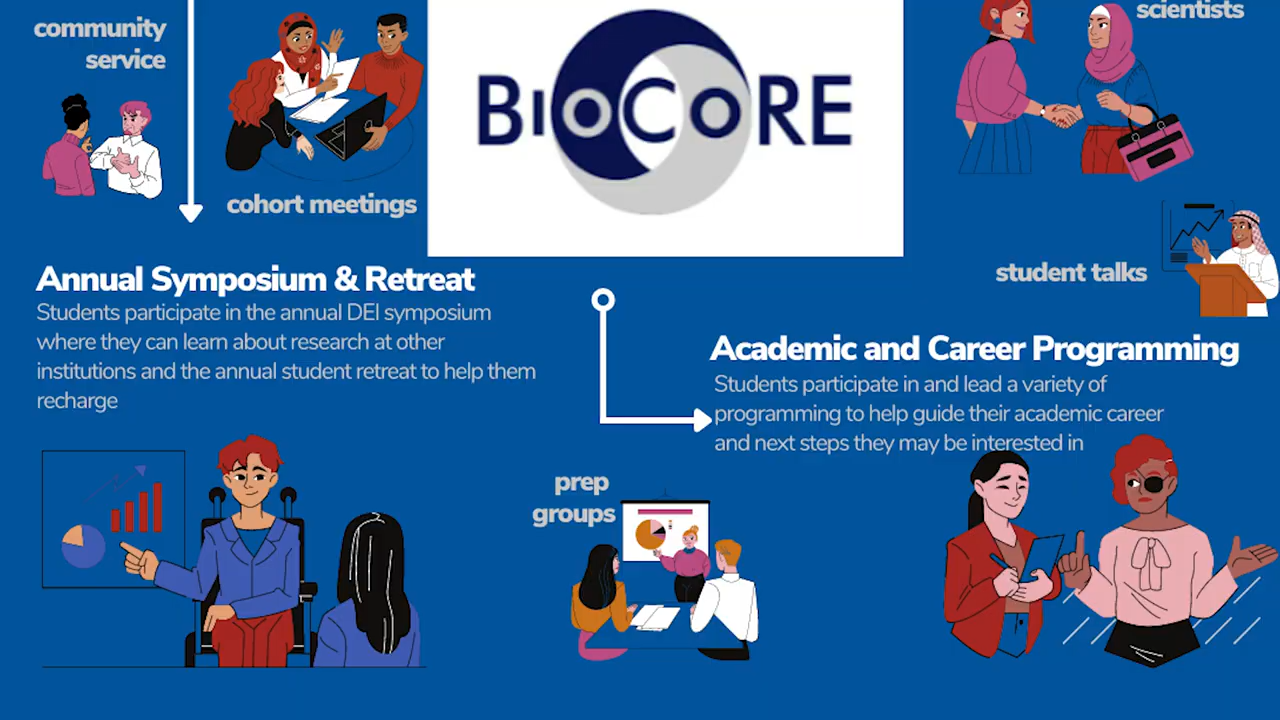 community
service
cohort meetings
BIOCORE
scientists
student talks
Annual Symposium & Retreat
Students participate in the annual DEI symposium
where they can learn about research at other
institutions and the annual student retreat to help them
recharge
Academic and Career Programming
Students participate in and lead a variety of
programming to help guide their academic career
and next steps they may be interested in
prep
groups